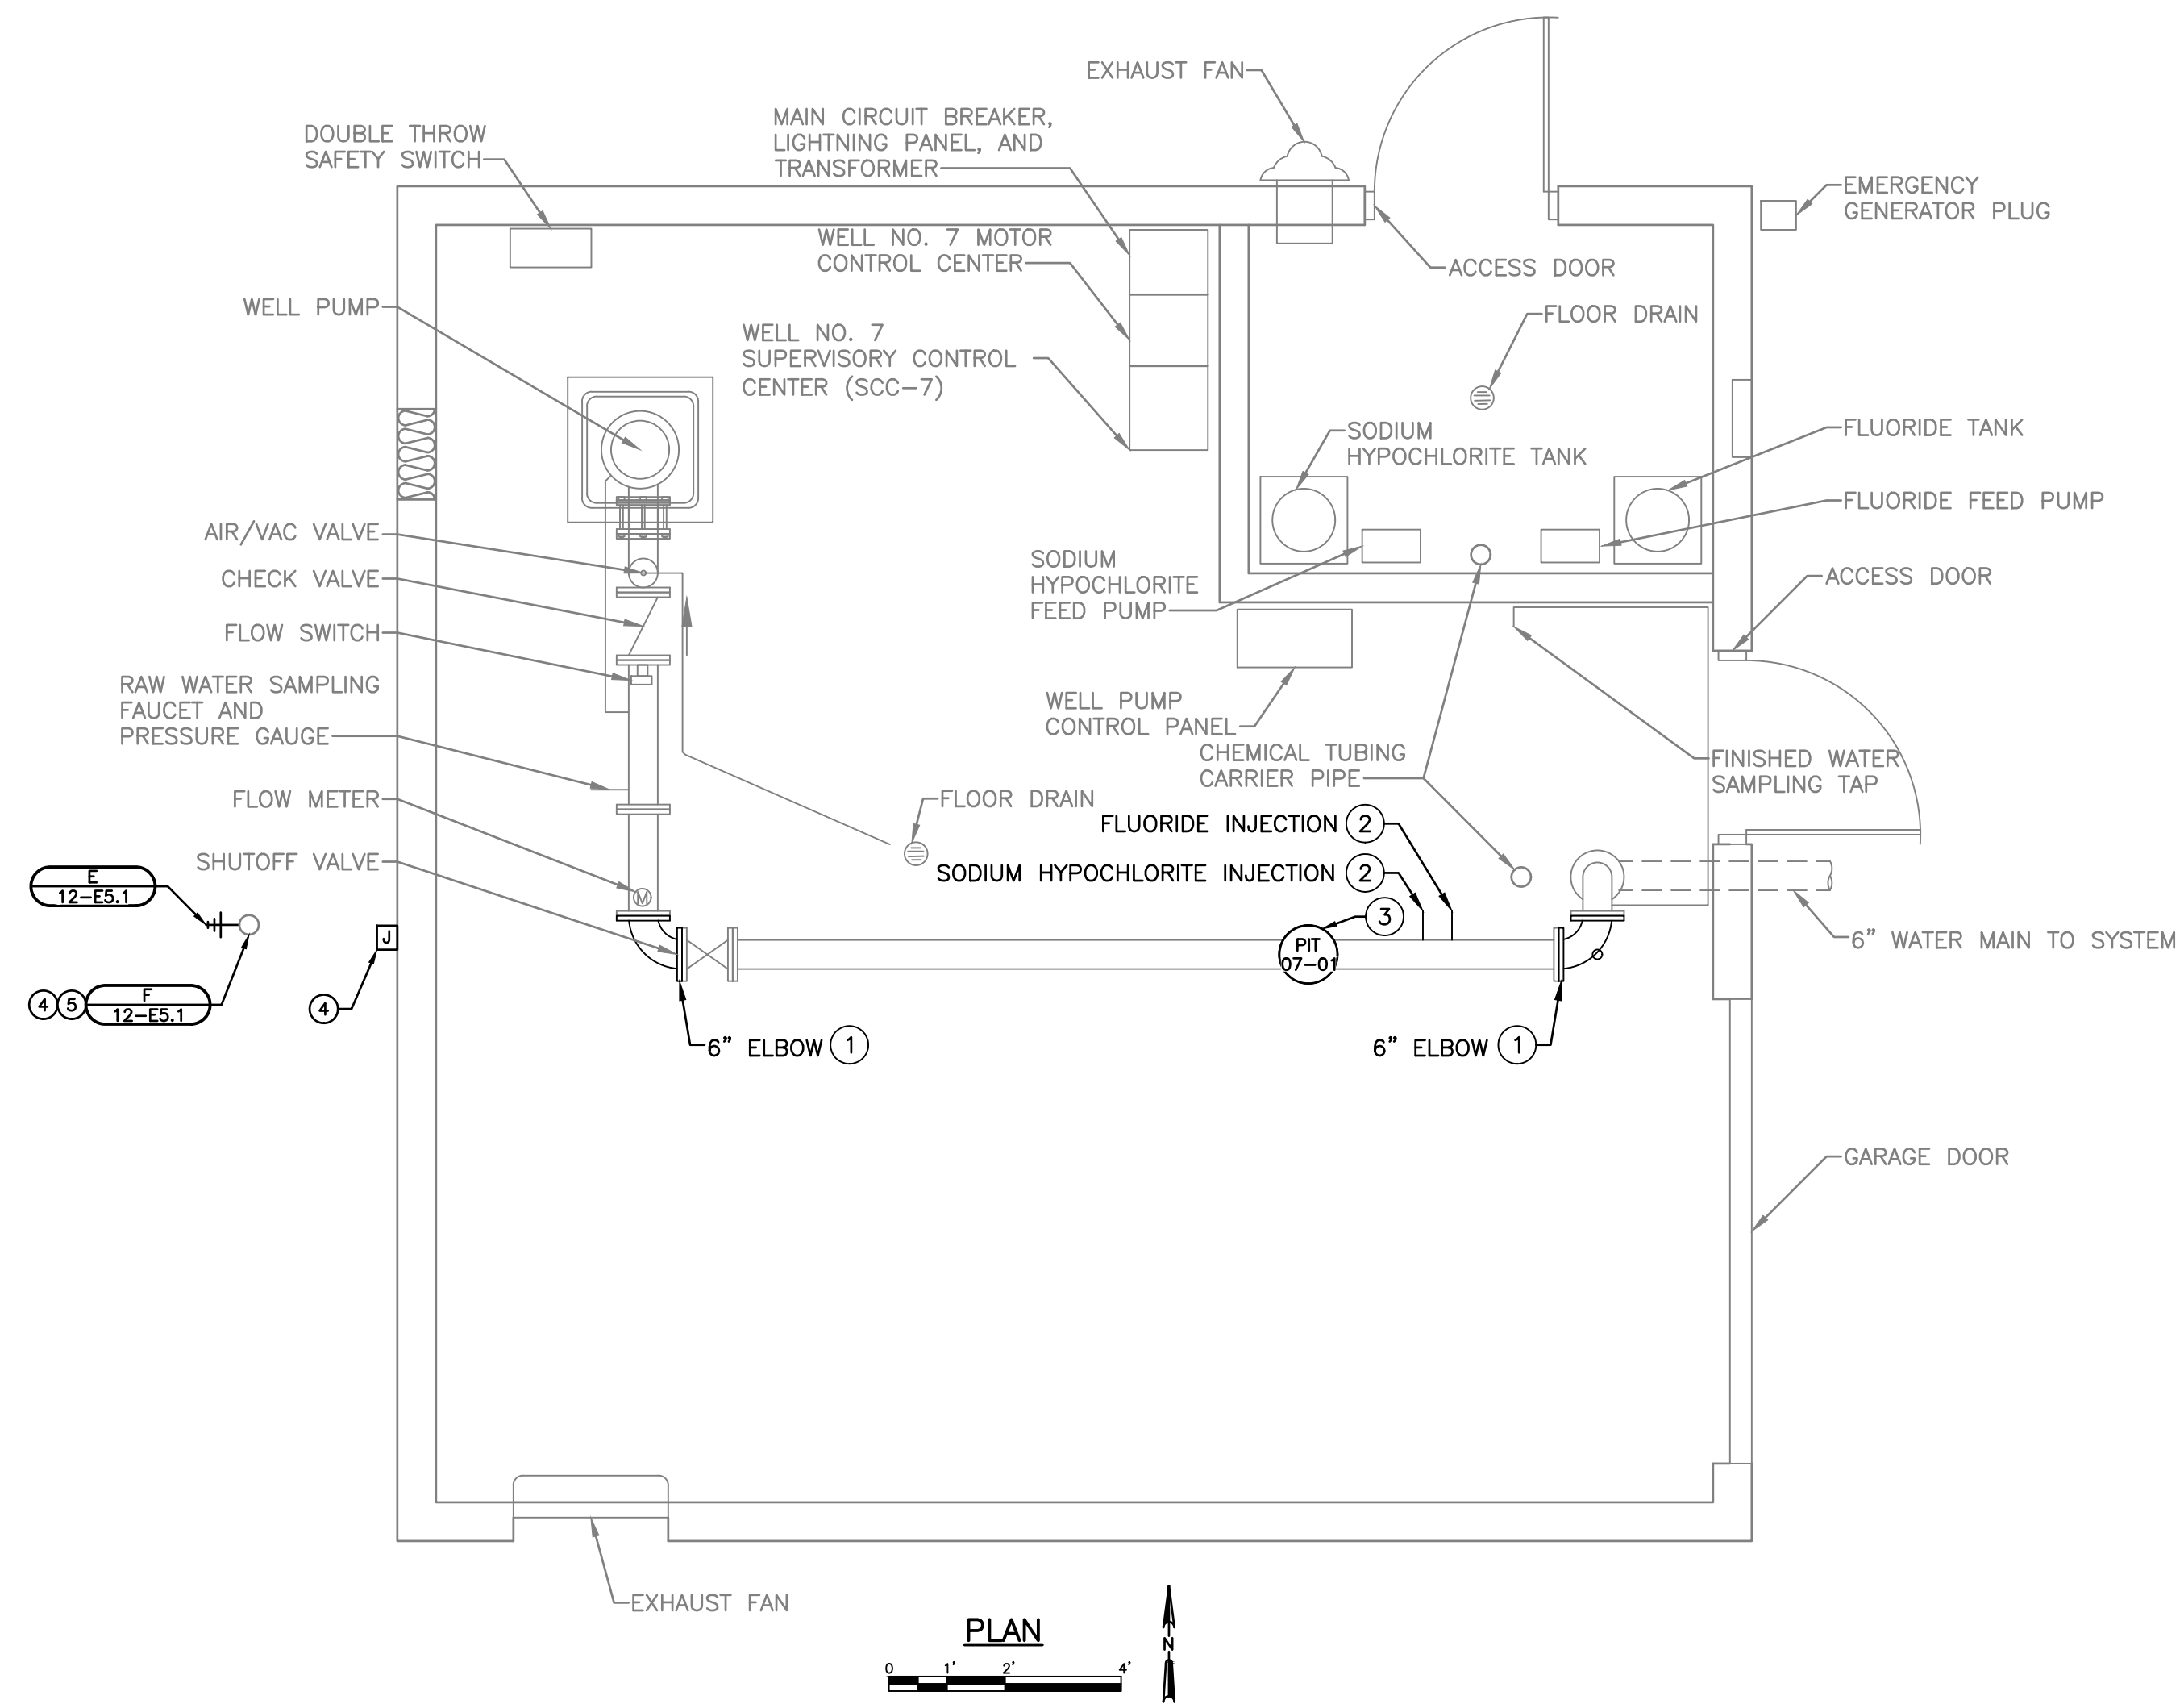 EXHAUST FAN
MAIN CIRCUIT BREAKER,
LIGHTNING PANEL, AND
TRANSFORMER
DOUBLE THROW
SAFETY SWITCH
EMERGENCY
GENERATOR PLUG
WELL NO. 7 MOTOR
CONTROL CENTER
ACCESS DOOR
WELL PUMP
FLOOR DRAIN
WELL NO. 7
SUPERVISORY CONTROL
CENTER (SCC-7)
SODIUM
HYPOCHLORITE TANK
FLUORIDE TANK
FLUORIDE FEED PUMP
AIR/VAC VALVE
CHECK VALVE
SODIUM
HYPOCHLORITE
FEED PUMP
ACCESS DOOR
FLOW SWITCH
RAW WATER SAMPLING
FAUCET AND
PRESSURE GAUGE
WELL PUMP
CONTROL PANEL
CHEMICAL TUBING
CARRIER PIPE
FINISHED WATER
SAMPLING TAP
FLOW METER
FLOOR DRAIN
FLUORIDE INJECTION 2
SHUTOFF VALVE
SODIUM HYPOCHLORITE INJECTION 2
E
12-E5.1
M
3
J
PIT
07-01
6" WATER MAIN TO SYSTEM
4 5
F
12-E5.1
4
6" ELBOW 1
6" ELBOW 1
GARAGE DOOR
EXHAUST FAN
PLAN
N
0 1' 2' 4'